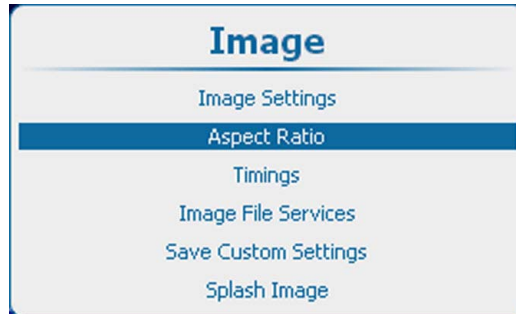 Image
Image Settings
Aspect Ratio
Timings
Image File Services
Save Custom Settings
Splash Image